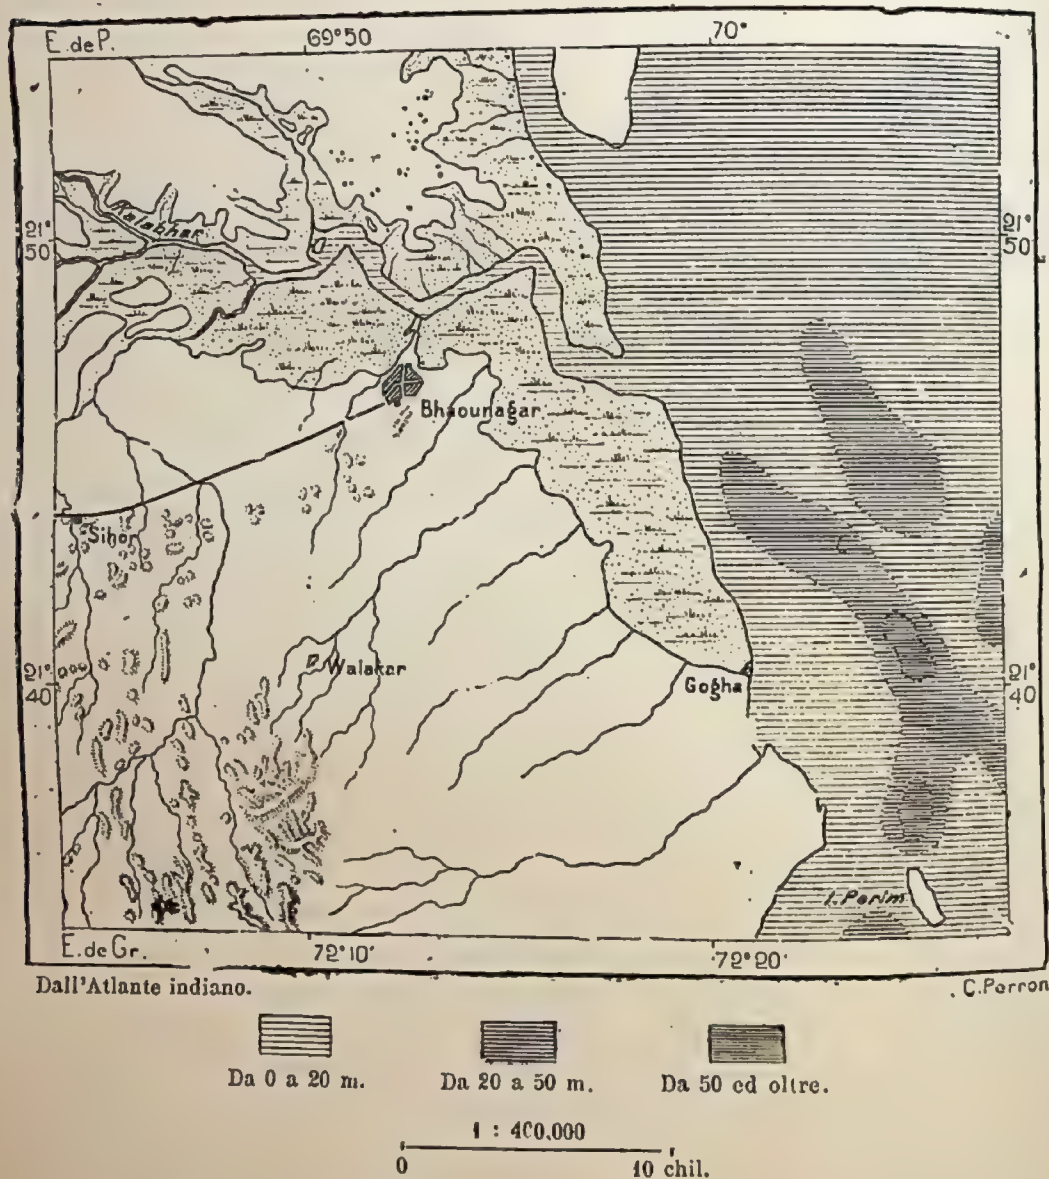 E. de P. 69°50 70°
Kalabhar
21° 50 21° 50
Bhaounagar
Sihor
Walakar
21° 40 Gogha 21° 40
I. Perim
E. de Gr. 72°10' 72°20'
Dall'Atlante indiano. C. Perron
Da 0 a 20 m. Da 20 a 50 m. Da 50 ed oltre.
1 : 400,000
0 10 chil.